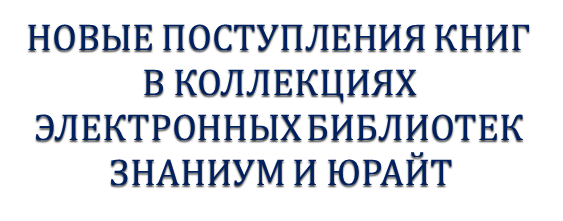 НОВЫЕ ПОСТУПЛЕНИЯ КНИГ
В КОЛЛЕКЦИЯХ
ЭЛЕКТРОННЫХ БИБЛИОТЕК
ЗНАНИУМ И ЮРАЙТ